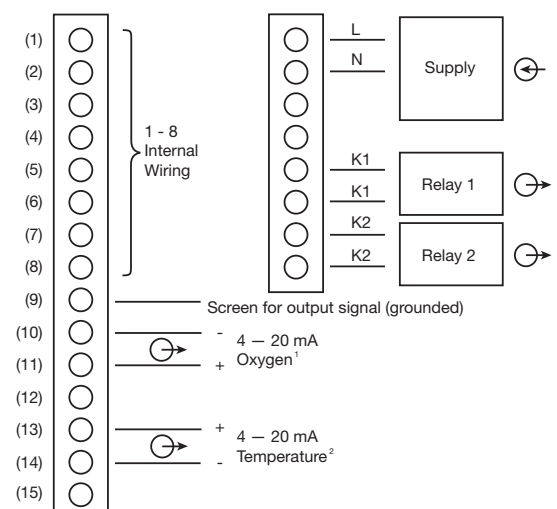 (1)
(2)
(3)
(4)
(5)
(6)
(7)
(8)
(9)
(10)
(11)
(12)
(13)
(14)
(15)
1 - 8
Internal
Wiring
L
N
Supply
K1
K1
Relay 1
K2
K2
Relay 2
Screen for output signal (grounded)
-
4 — 20 mA
Oxygen¹
+
+
4 — 20 mA
Temperature²
-